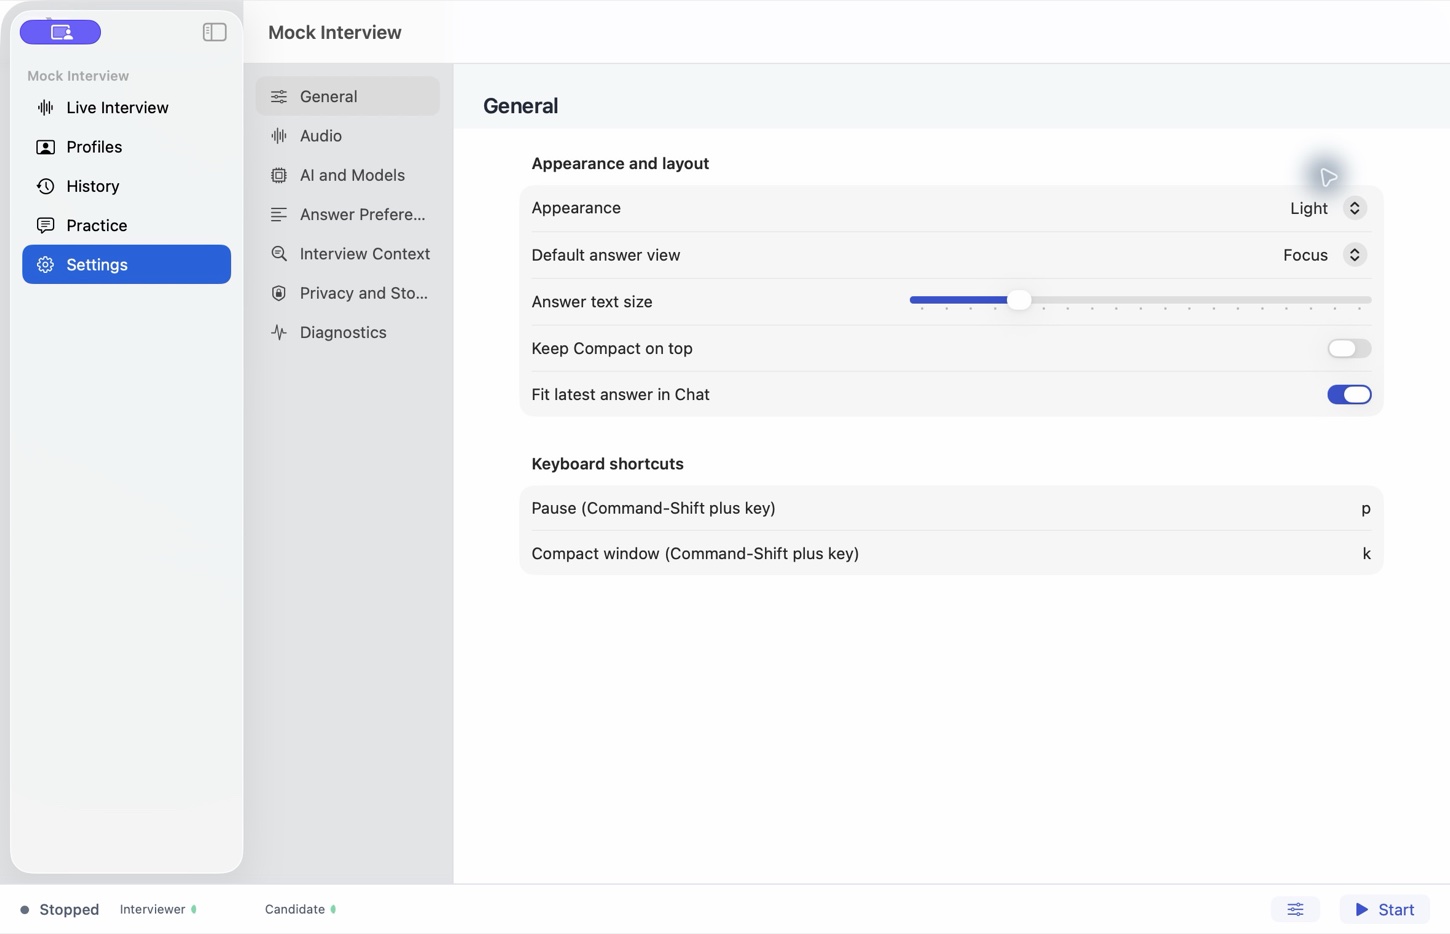 Mock Interview
Mock Interview
Live Interview
Profiles
History
Practice
Settings
General
Audio
AI and Models
Answer Prefere...
Interview Context
Privacy and Sto...
Diagnostics
General
Appearance and layout
Appearance Light
Default answer view Focus
Answer text size
Keep Compact on top
Fit latest answer in Chat
Keyboard shortcuts
Pause (Command-Shift plus key) p
Compact window (Command-Shift plus key) k
Stopped Interviewer Candidate Start